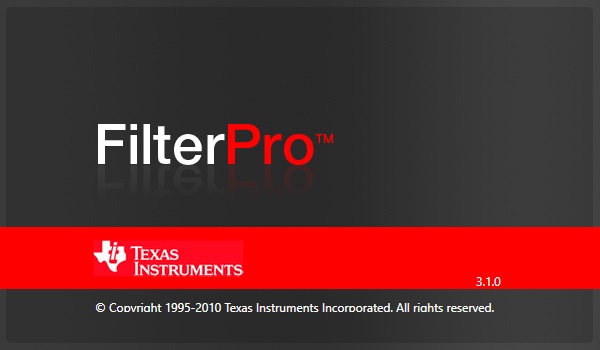 FilterPro™
TEXAS
INSTRUMENTS
3.1.0
© Copyright 1995-2010 Texas Instruments Incorporated. All rights reserved.